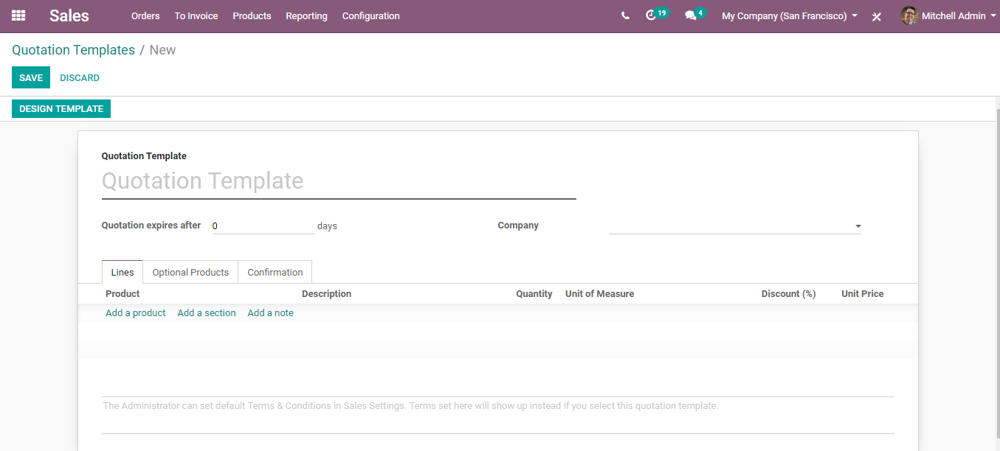 Sales Orders To Invoice Products Reporting Configuration 19 4 My Company (San Francisco) Mitchell Admin
Quotation Templates / New
SAVE DISCARD
DESIGN TEMPLATE
Quotation Template
Quotation Template
Quotation expires after 0 days Company
Lines Optional Products Confirmation
Product Description Quantity Unit of Measure Discount (%) Unit Price
Add a product Add a section Add a note
The Administrator can set default Terms & Conditions in Sales Settings. Terms set here will show up instead if you select this quotation template.